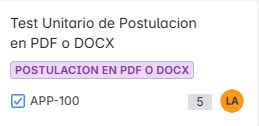 Test Unitario de Postulacion
en PDF o DOCX
POSTULACION EN PDF O DOCX
APP-100 5 LA